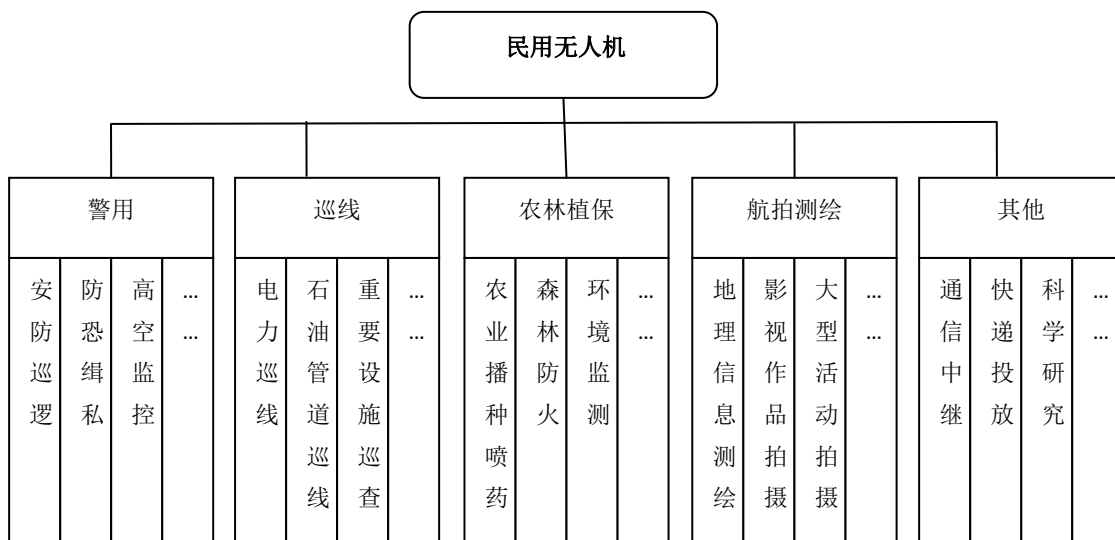 民用无人机
警用
巡线
农林植保
航拍测绘
其他
安防巡逻
防恐缉私
高空监控
... ...
电力巡线
石油管道巡线
重要设施巡查
... ...
农业播种喷药
森林防火
环境监测
... ...
地理信息测绘
影视作品拍摄
大型活动拍摄
... ...
通信中继
快递投放
科学研究
... ...